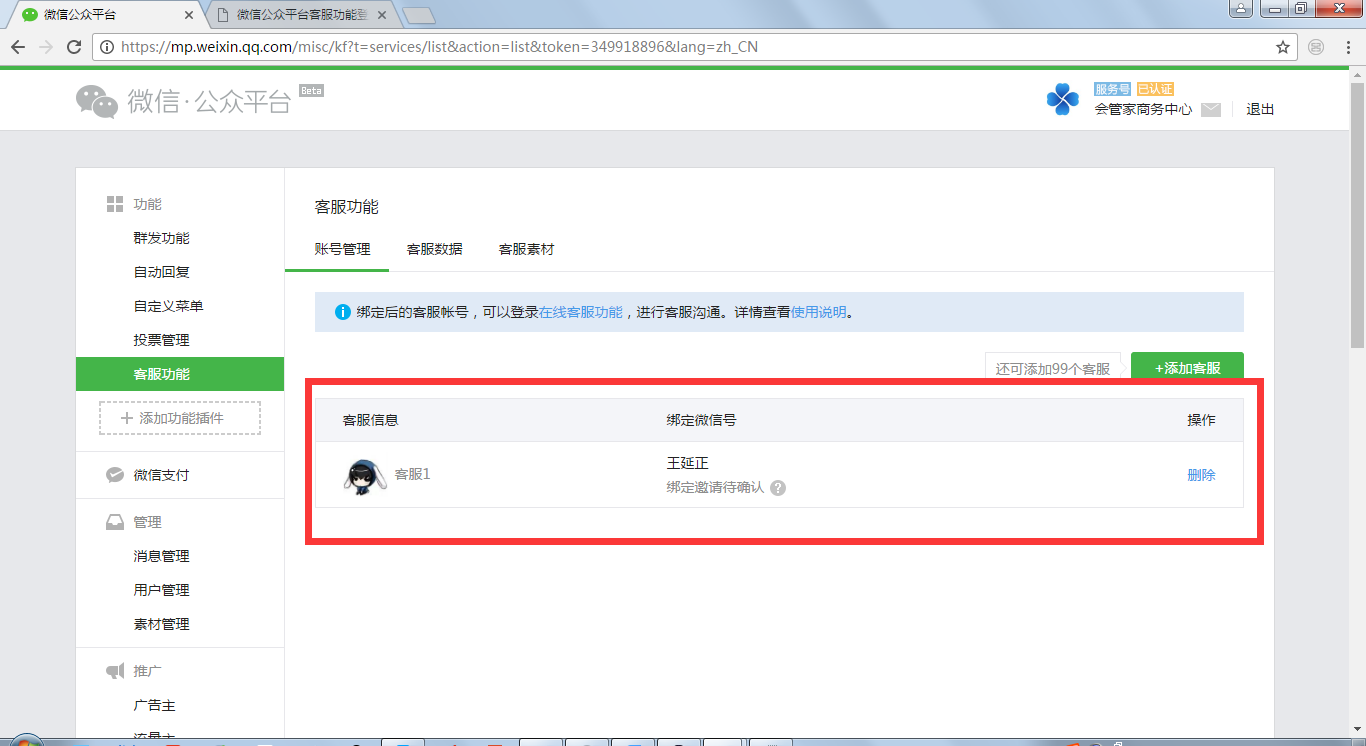 微信公众平台
微信公众平台客服功能登
https://mp.weixin.qq.com/misc/kf?t=services/list&action=list&token=349918896&lang=zh_CN
微信·公众平台 Beta
服务号 已认证
会管家商务中心
退出
功能
群发功能
自动回复
自定义菜单
投票管理
客服功能
+ 添加功能插件
微信支付
管理
消息管理
用户管理
素材管理
推广
广告主
流量主
客服功能
账号管理 客服数据 客服素材
绑定后的客服帐号，可以登录在线客服功能，进行客服沟通。详情查看使用说明。
还可添加99个客服
+添加客服
客服信息 绑定微信号 操作
客服1
王延正
绑定邀请待确认 ?
删除